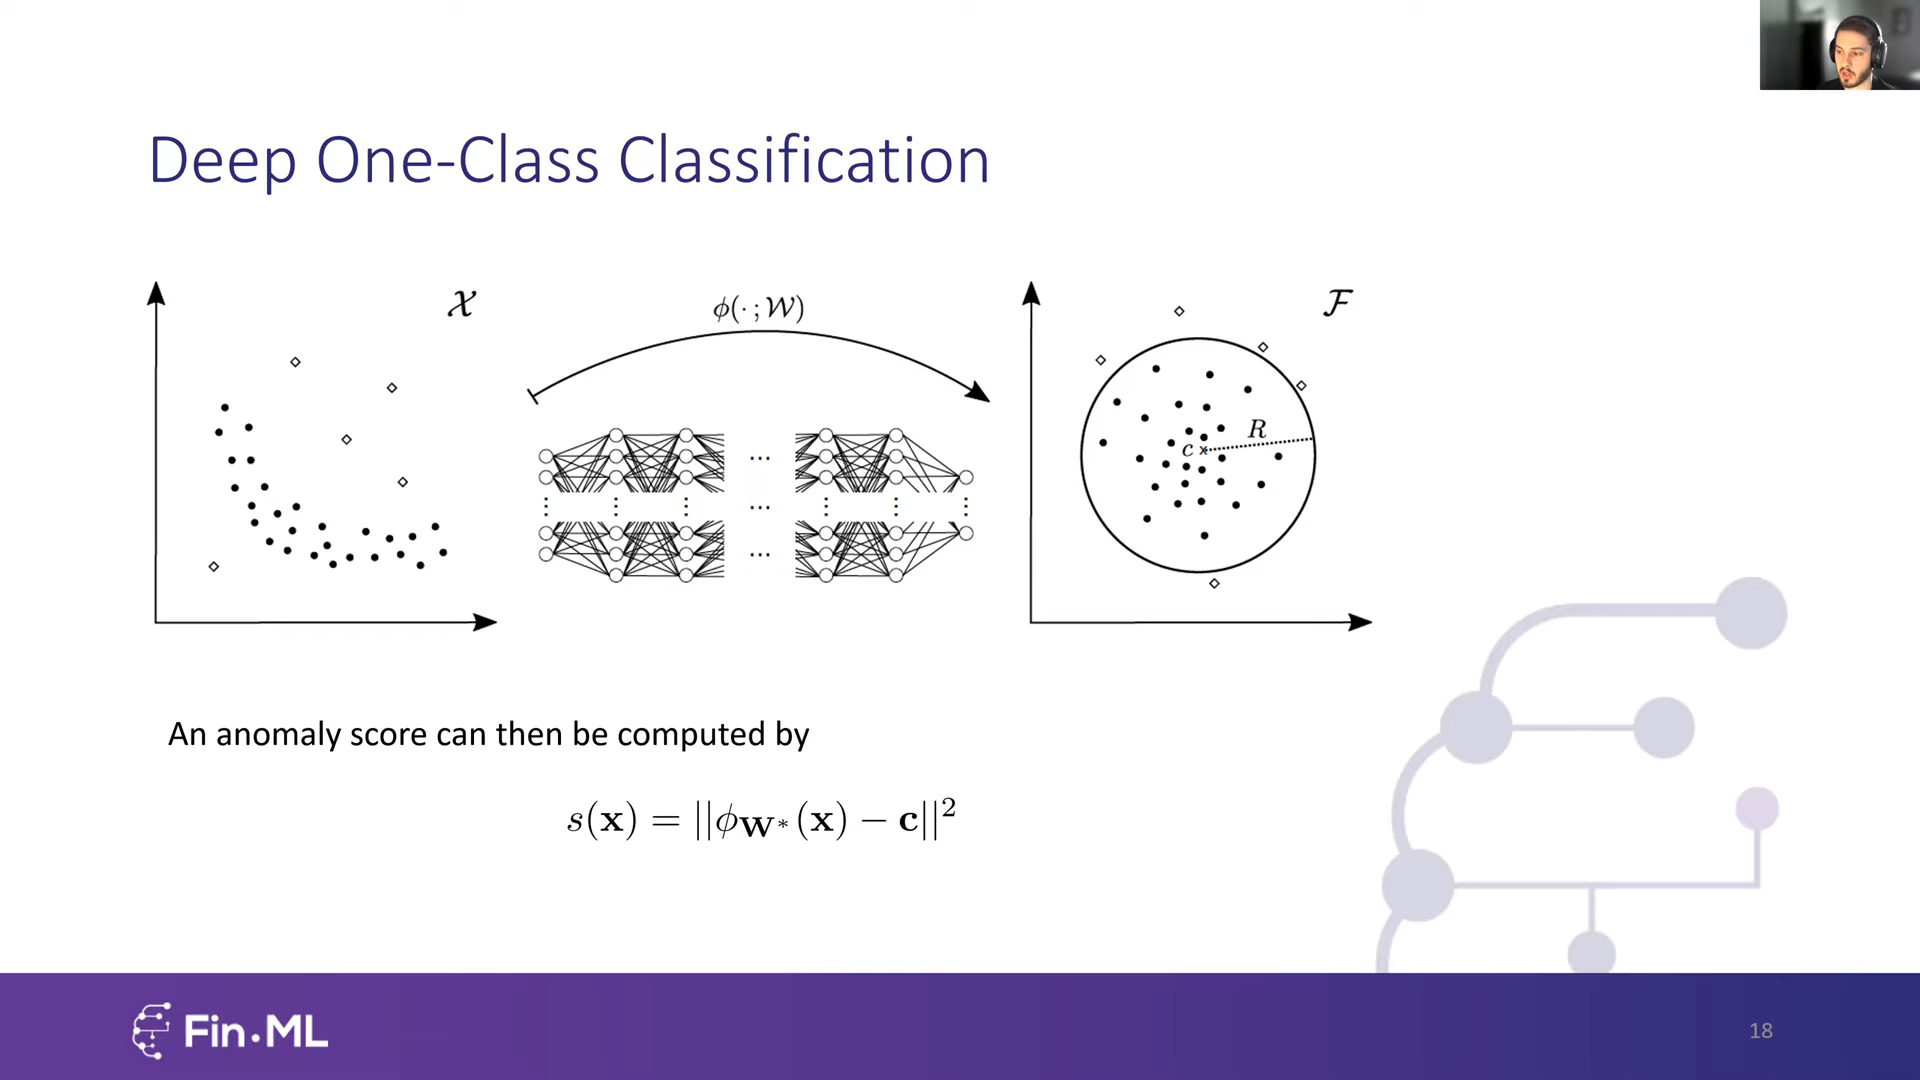 Deep One-Class Classification
𝒳
ϕ(· ; 𝒲)
ℱ
R
c
...
...
...
An anomaly score can then be computed by
s(x) = ||ϕ_W*(x) − c||²
Fin·ML
18